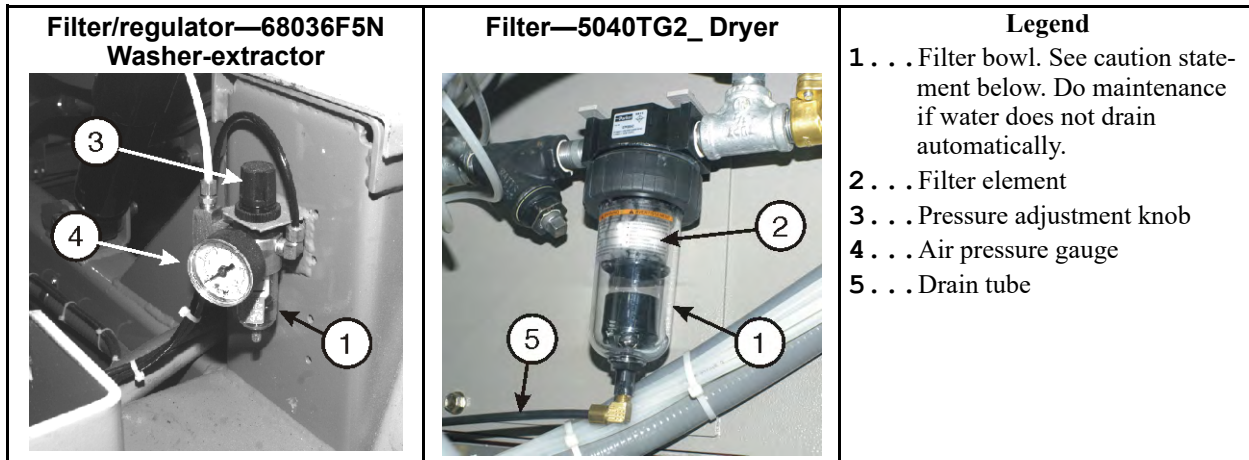 Filter/regulator—68036F5N
Washer-extractor
3
4
1
Filter—5040TG2_ Dryer
2
1
5
Legend
1 . . . Filter bowl. See caution state-
ment below. Do maintenance
if water does not drain
automatically.
2 . . . Filter element
3 . . . Pressure adjustment knob
4 . . . Air pressure gauge
5 . . . Drain tube